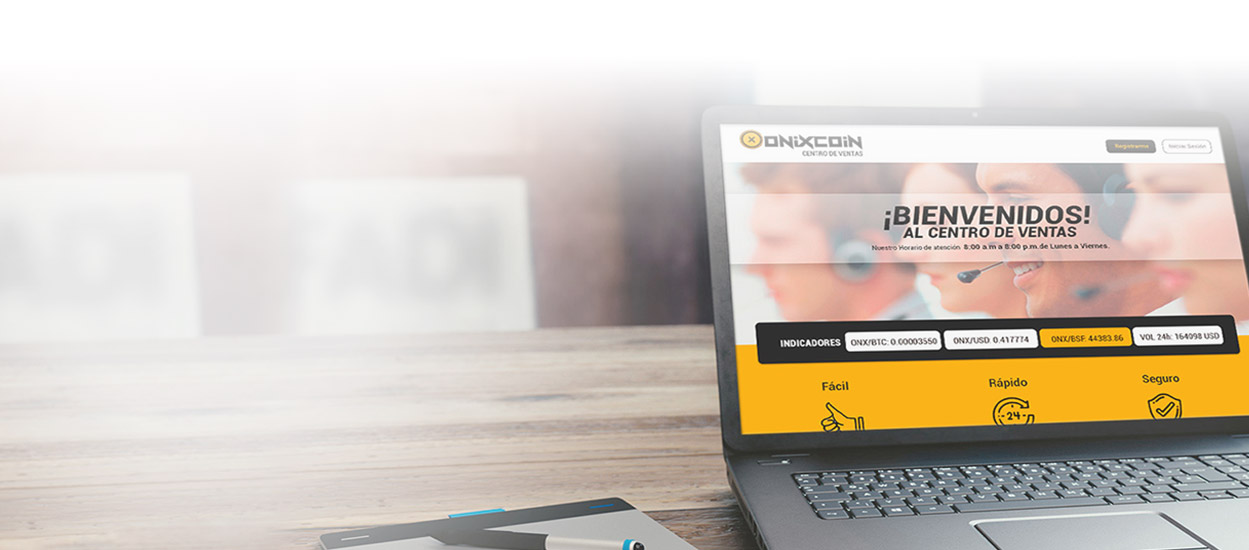 ONIXCOIN
CENTRO DE VENTAS
Registrarme
Iniciar Sesión
¡BIENVENIDOS!
AL CENTRO DE VENTAS
Nuestro Horario de atención: 8:00 a.m a 8:00 p.m. de Lunes a Viernes.
INDICADORES
ONX/BTC: 0.00003550
ONX/USD: 0.417774
ONX/BSF: 44383.86
VOL 24h: 164098 USD
Fácil
Rápido
Seguro
24